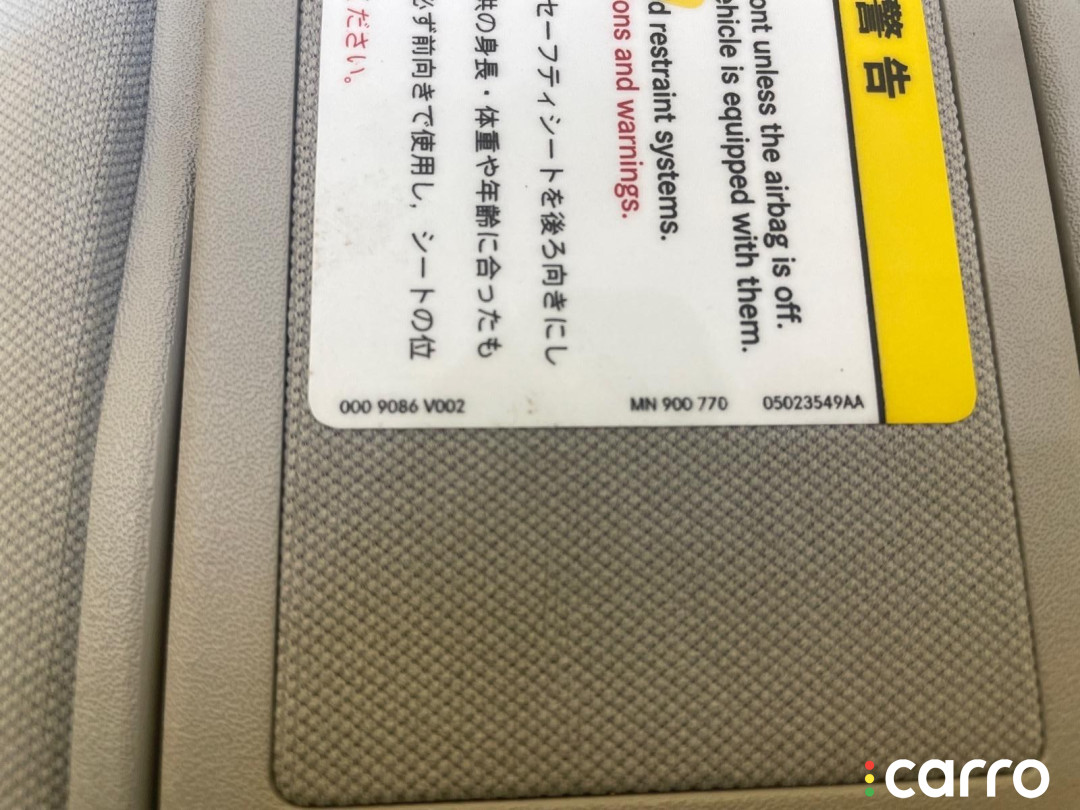 警告
ont unless the airbag is off.
ehicle is equipped with them.
d restraint systems.
ons and warnings.
セーフティシートを後ろ向きにし
供の身長・体重や年齢に合ったも
必ず前向きで使用し，シートの位
ださい。
000 9086 V002 MN 900 770 05023549AA
carro